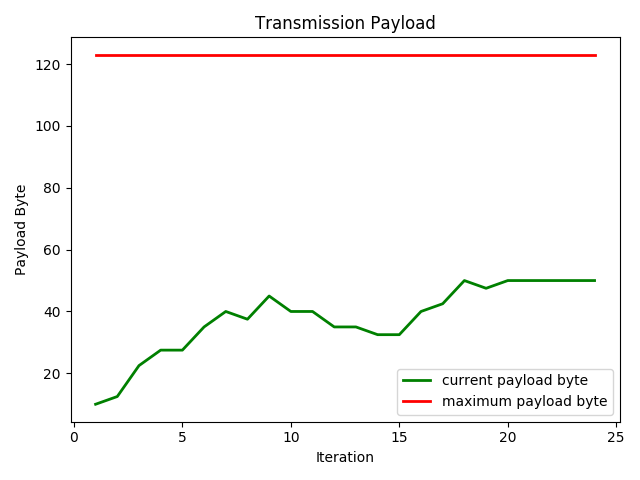 Transmission Payload
120
100
80
60
40
20
Payload Byte
current payload byte
maximum payload byte
0 5 10 15 20 25
Iteration